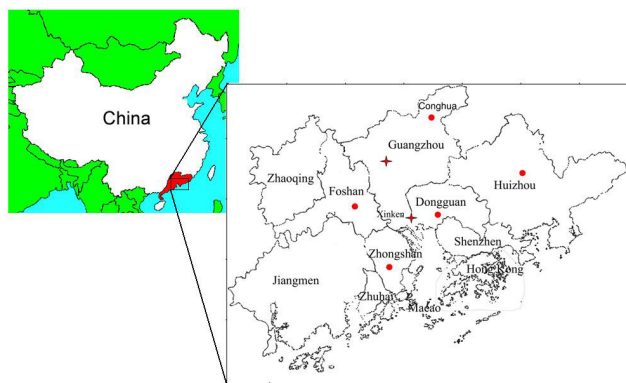 China
Conghua
Guangzhou
Zhaoqing
Huizhou
Foshan
Dongguan
Xinken
Shenzhen
Zhongshan
Hong Kong
Jiangmen
Zhuhai
Macao